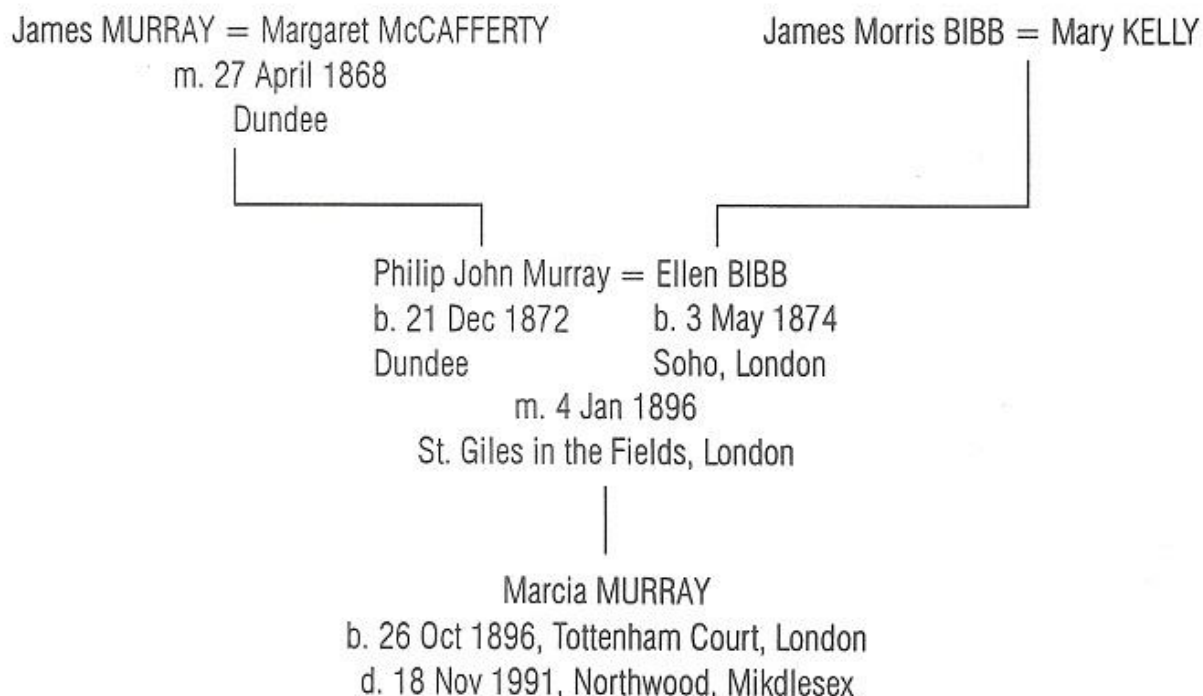 James MURRAY = Margaret McCAFFERTY
m. 27 April 1868
Dundee
James Morris BIBB = Mary KELLY
Philip John Murray = Ellen BIBB
b. 21 Dec 1872 b. 3 May 1874
Dundee Soho, London
m. 4 Jan 1896
St. Giles in the Fields, London
Marcia MURRAY
b. 26 Oct 1896, Tottenham Court, London
d. 18 Nov 1991, Northwood, Mikdlesex